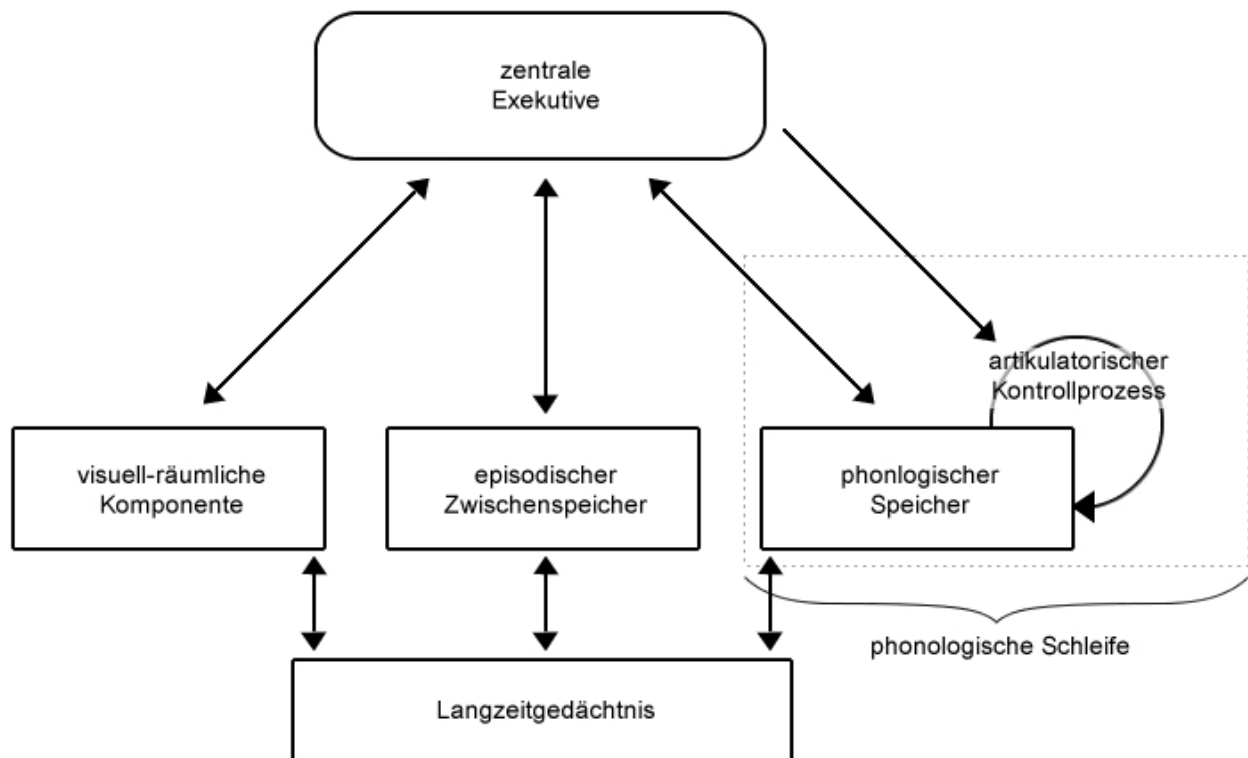 zentrale
Exekutive
artikulatorischer
Kontrollprozess
visuell-räumliche
Komponente
episodischer
Zwischenspeicher
phonlogischer
Speicher
phonologische Schleife
Langzeitgedächtnis